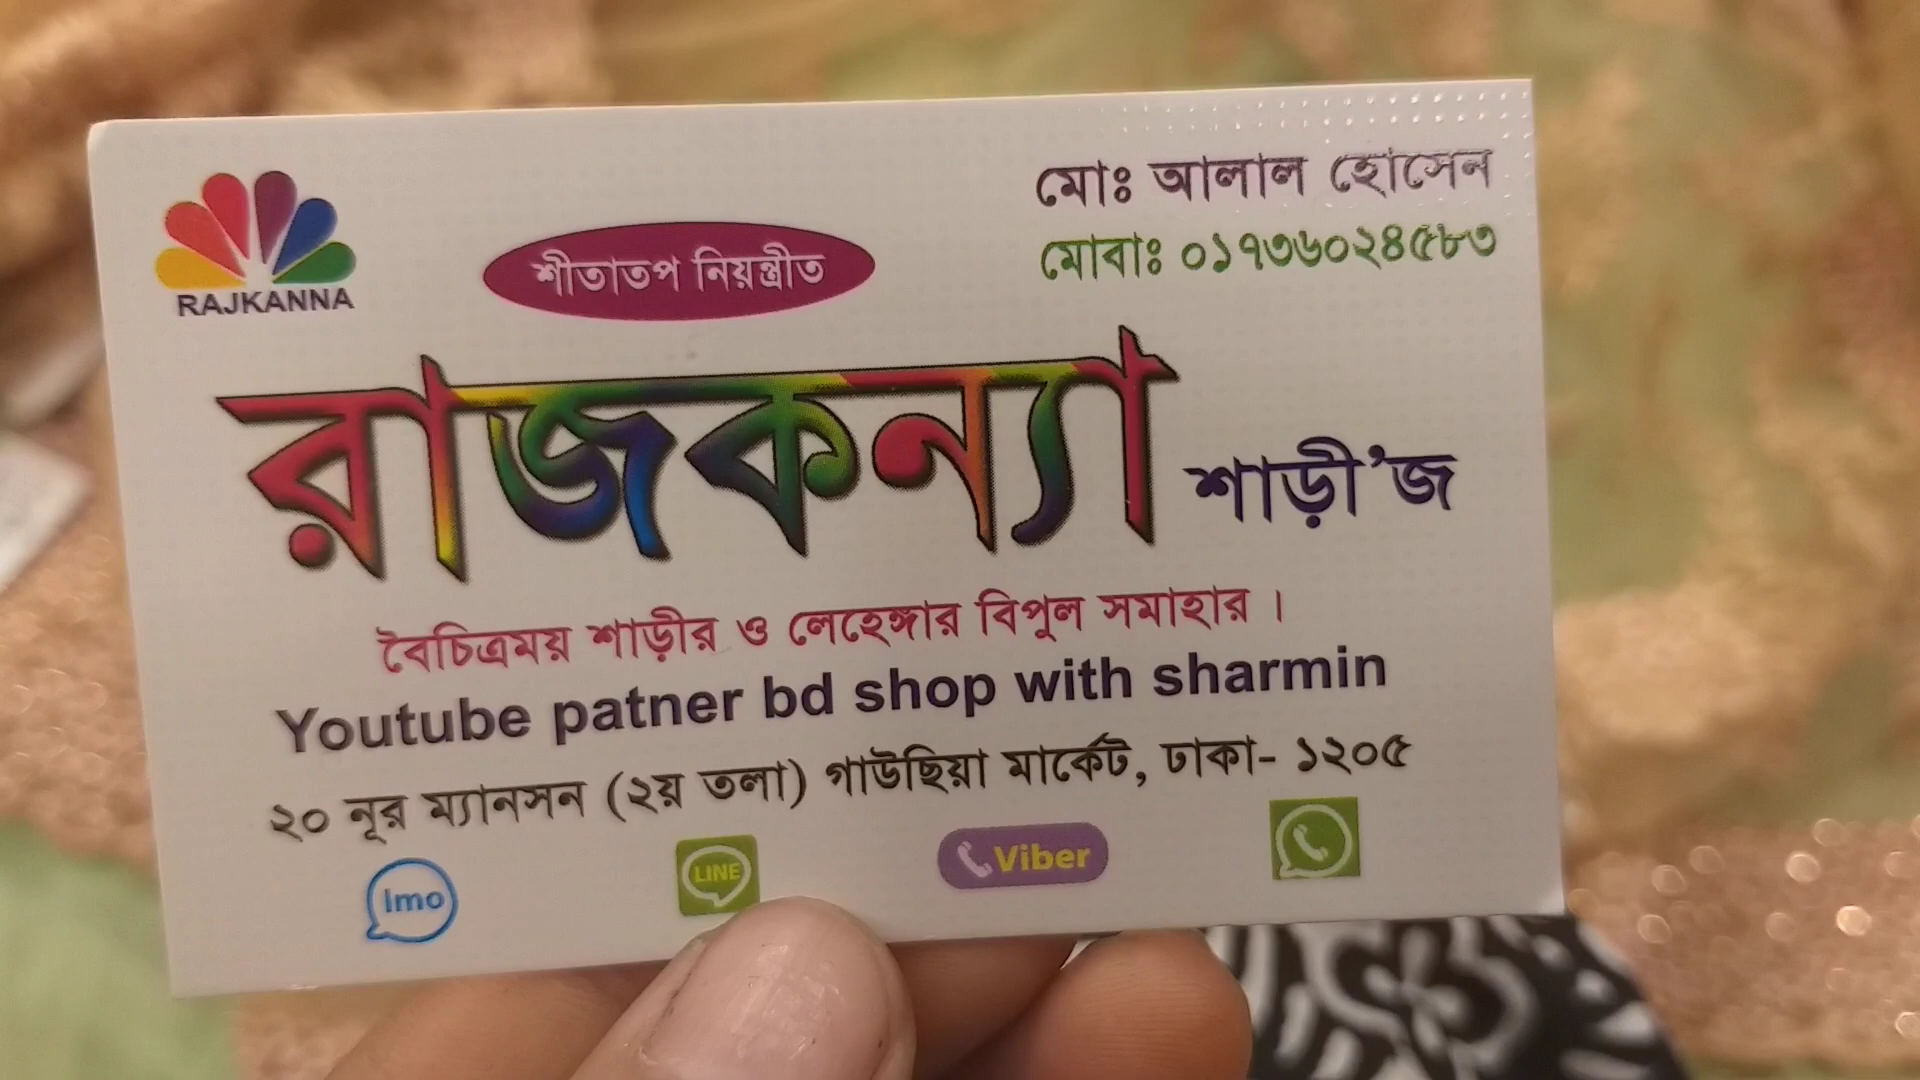 মোঃ আলাল হোসেন
মোবাঃ ০১৭৩৬০২৪৫৮৩
RAJKANNA
শীতাতপ নিয়ন্ত্রীত
রাজকন্যা শাড়ী'জ
বৈচিত্রময় শাড়ীর ও লেহেঙ্গার বিপুল সমাহার ।
Youtube patner bd shop with sharmin
২০ নূর ম্যানসন (২য় তলা) গাউছিয়া মার্কেট, ঢাকা- ১২০৫
imo LINE Viber